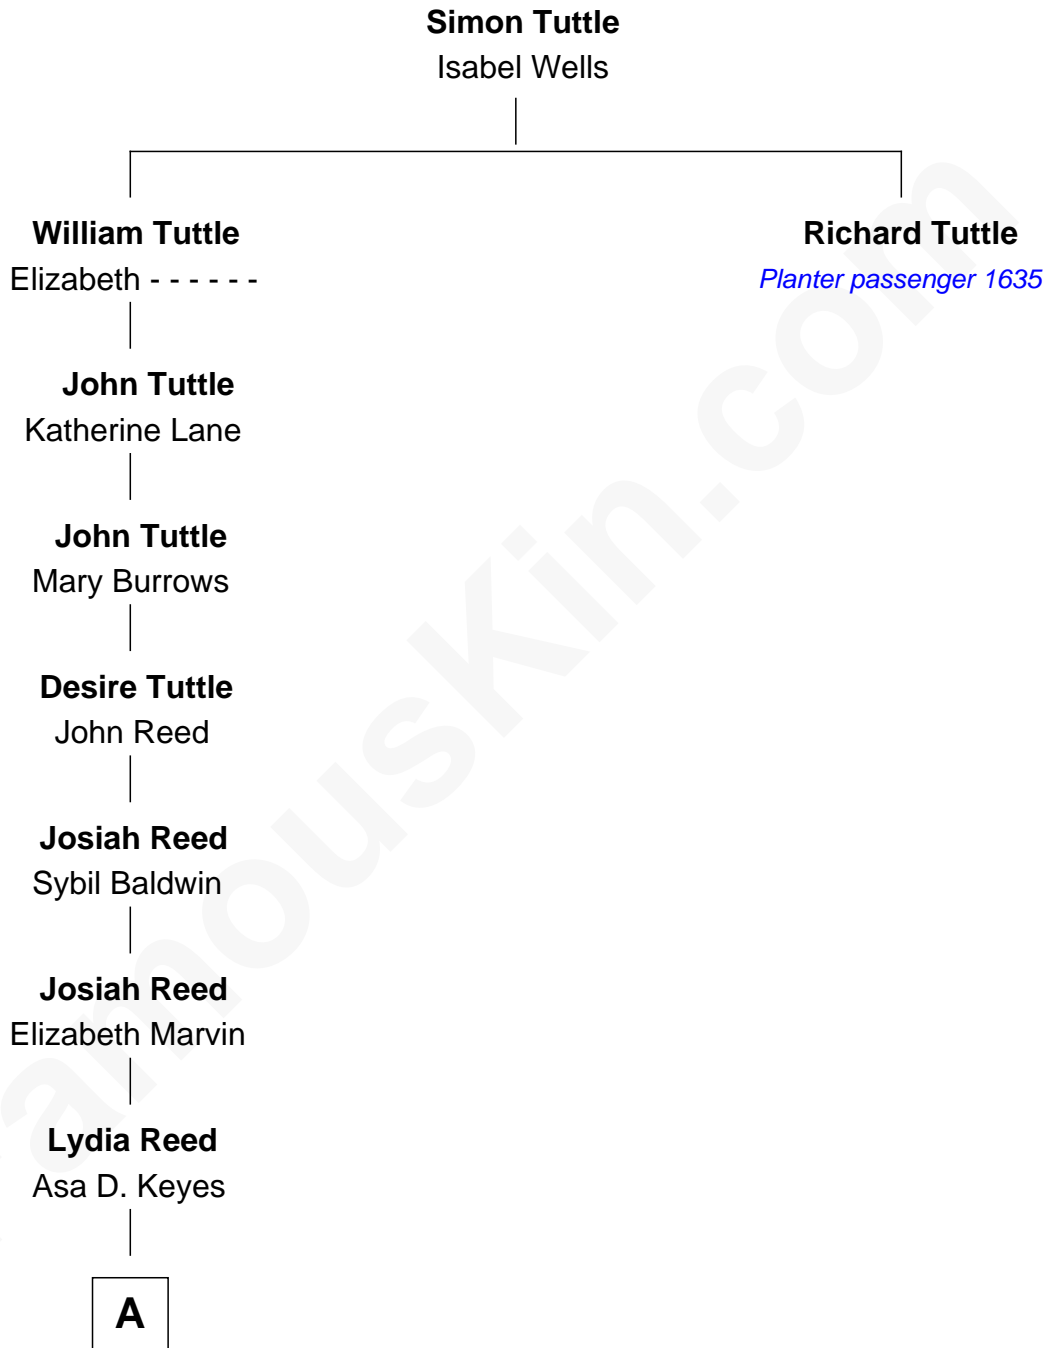 Simon Tuttle
Isabel Wells
William Tuttle
Elizabeth - - - - - -
Richard Tuttle
Planter passenger 1635
John Tuttle
Katherine Lane
John Tuttle
Mary Burrows
Desire Tuttle
John Reed
Josiah Reed
Sybil Baldwin
Josiah Reed
Elizabeth Marvin
Lydia Reed
Asa D. Keyes
A
famouskin.com